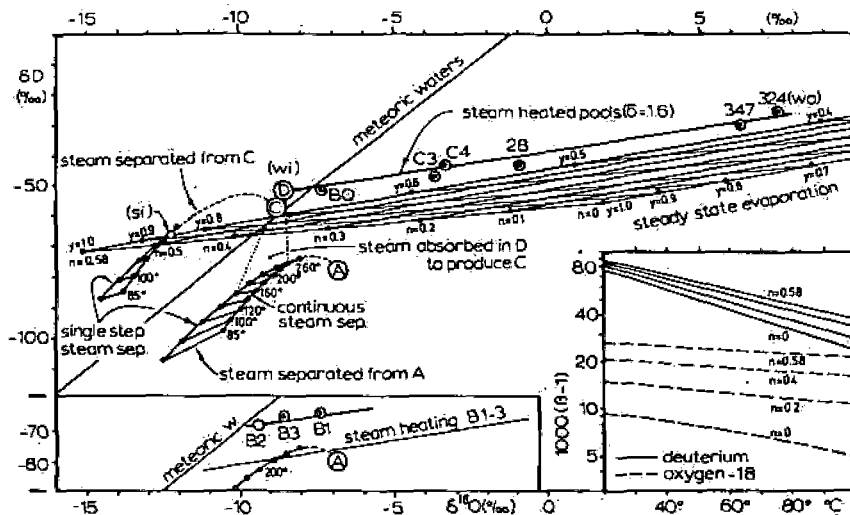 -15 -10 -5 0 5 (‰)
δD
(‰)
-50
-100
meteoric waters
steam heated pools (δ=1.6)
324(wo)
347
y=0.4
28
C4
C3
y=0.5
y=0.6
steam separated from C
(wi)
D
B
C
(si)
y=0.8
y=0.9
y=1.0
n=0.58
n=0.5
n=0.4
n=0.3
n=0.2
n=0.1
n=0
y=1.0
y=0.9
y=0.8
y=0.7
steady state evaporation
steam absorbed in D
to produce C
A
260°
200°
160°
120°
100°
85°
100°
85°
continuous
steam sep.
single step
steam sep.
steam separated from A
-70
-80
meteoric w.
B2 B3 B1
steam heating B1-3
200°
A
-15 -10 -5 δ¹⁸O(‰) 0
1000(β-1)
80
20
10
5
n=0.58
n=0
n=0.58
n=0.4
n=0.2
n=0
deuterium
oxygen-18
40° 60° 80° °C